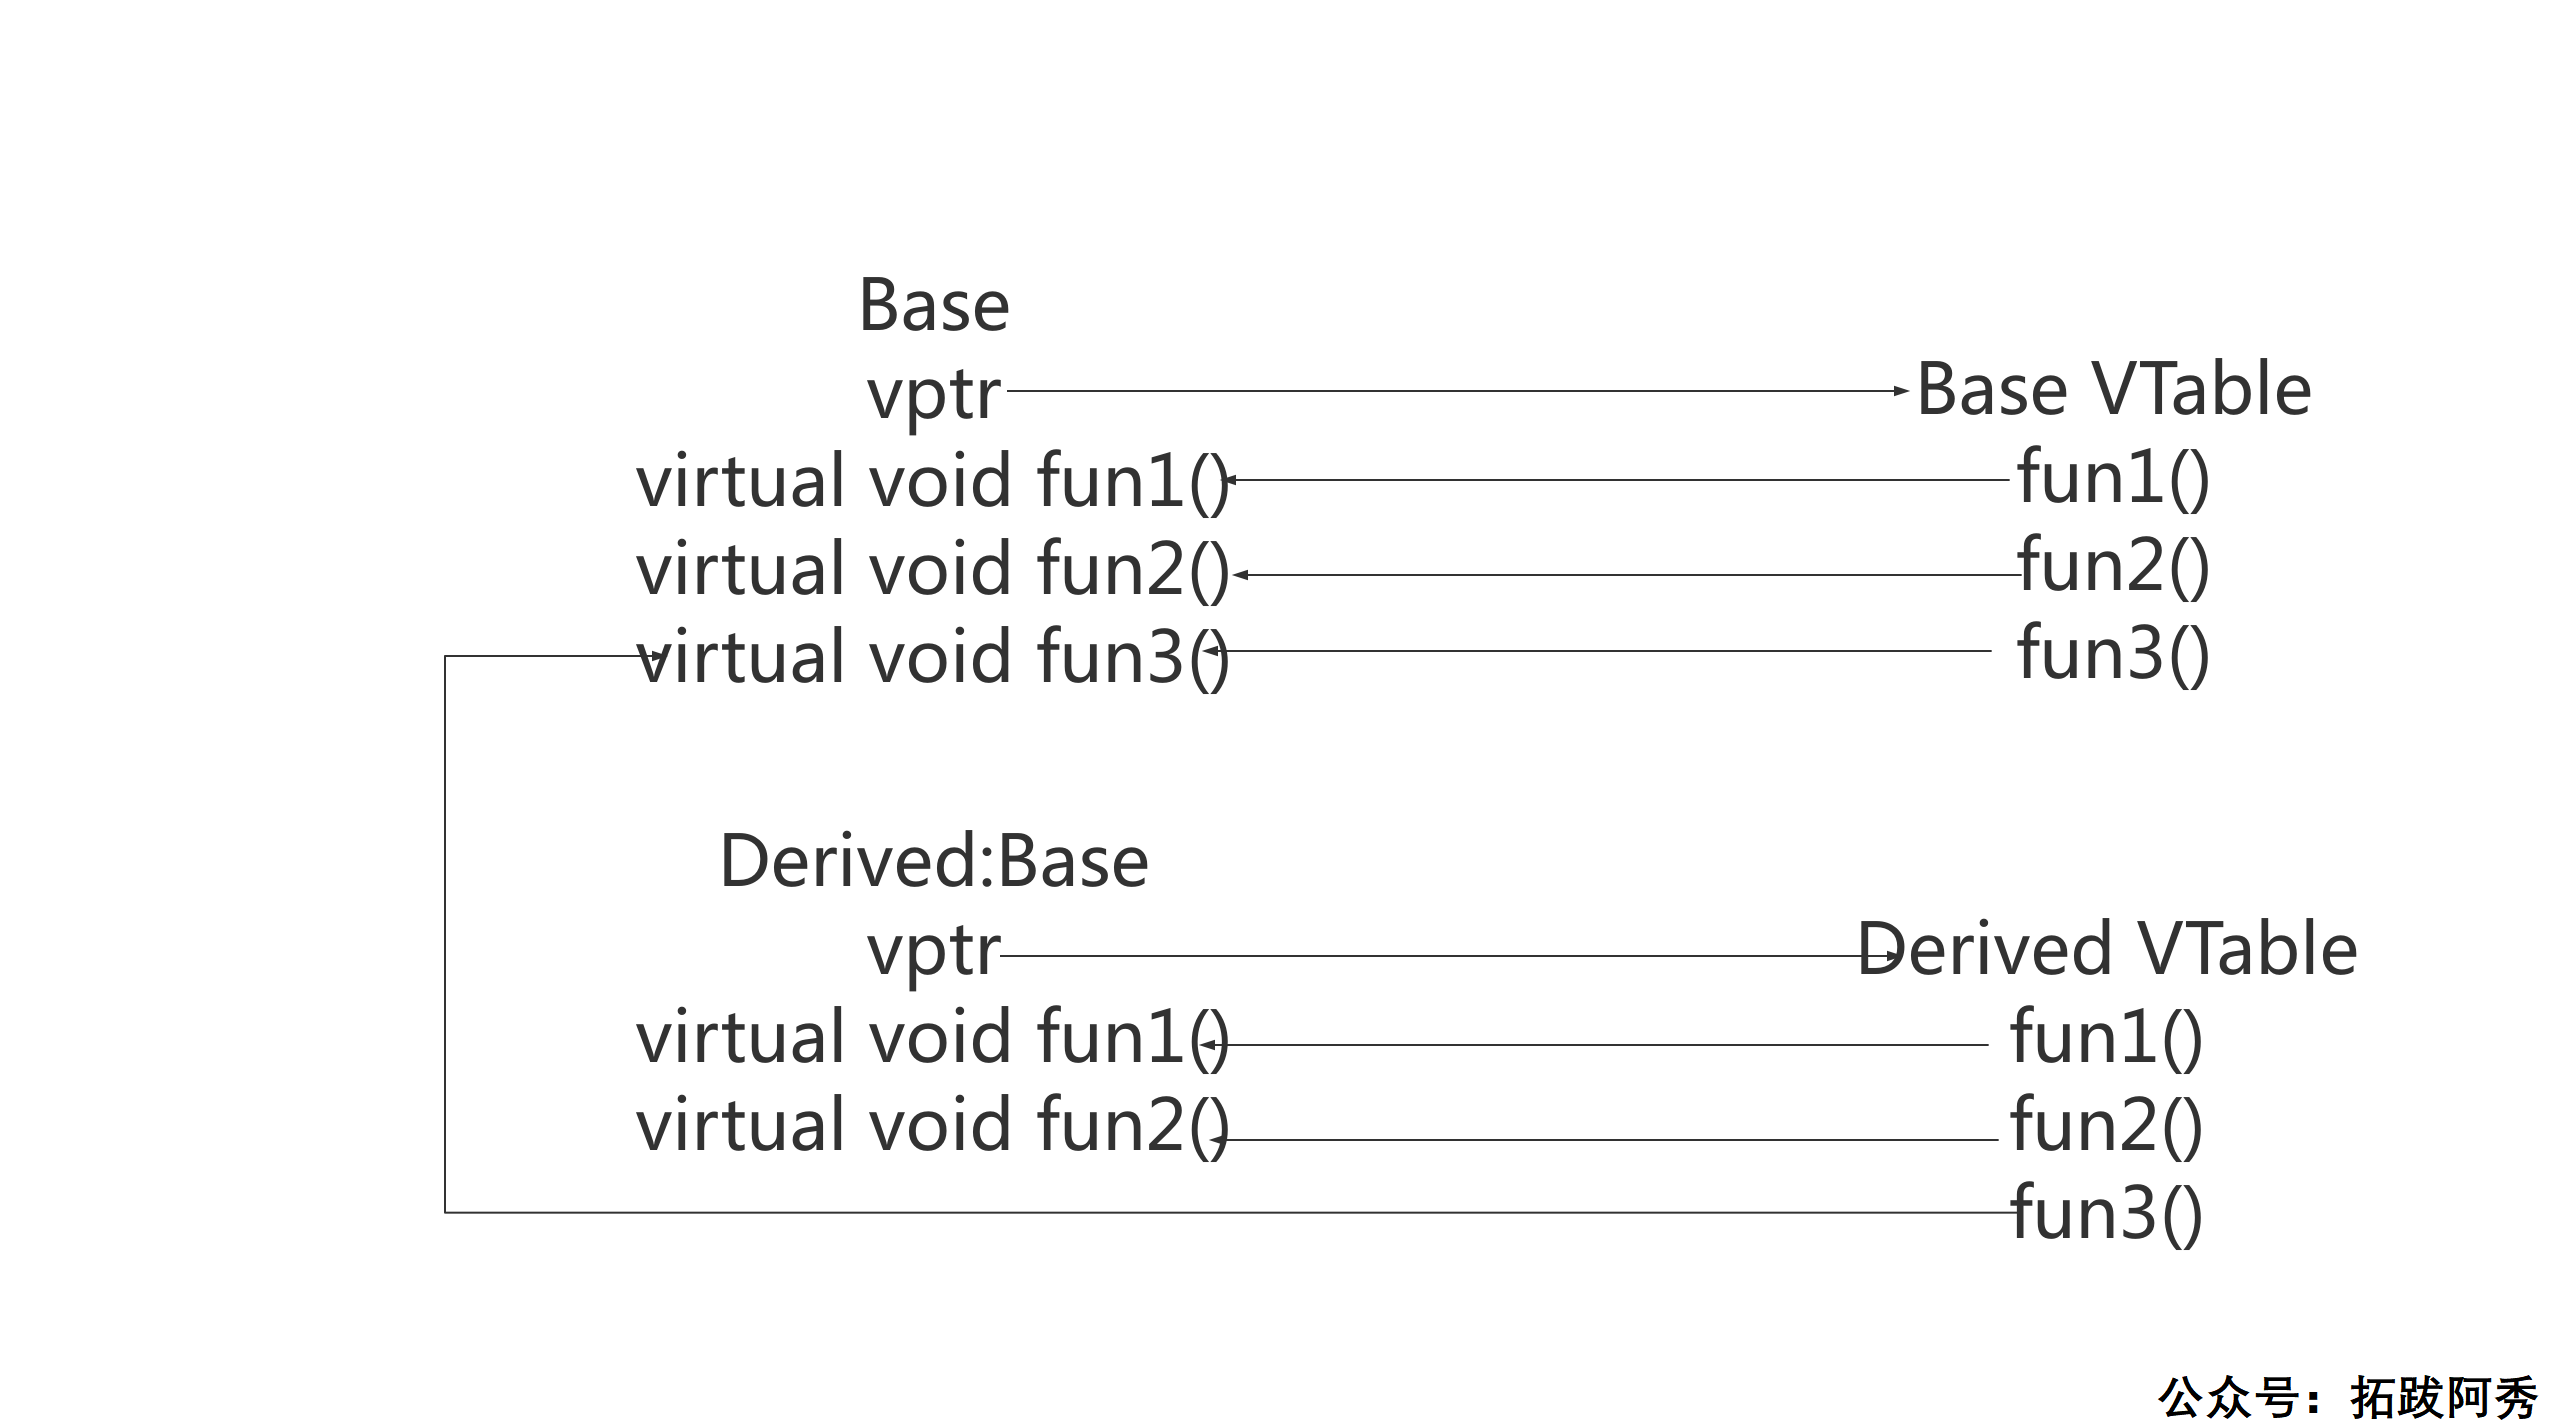 Base
vptr
virtual void fun1()
virtual void fun2()
virtual void fun3()
Base VTable
fun1()
fun2()
fun3()
Derived:Base
vptr
virtual void fun1()
virtual void fun2()
Derived VTable
fun1()
fun2()
fun3()
公众号：拓跋阿秀